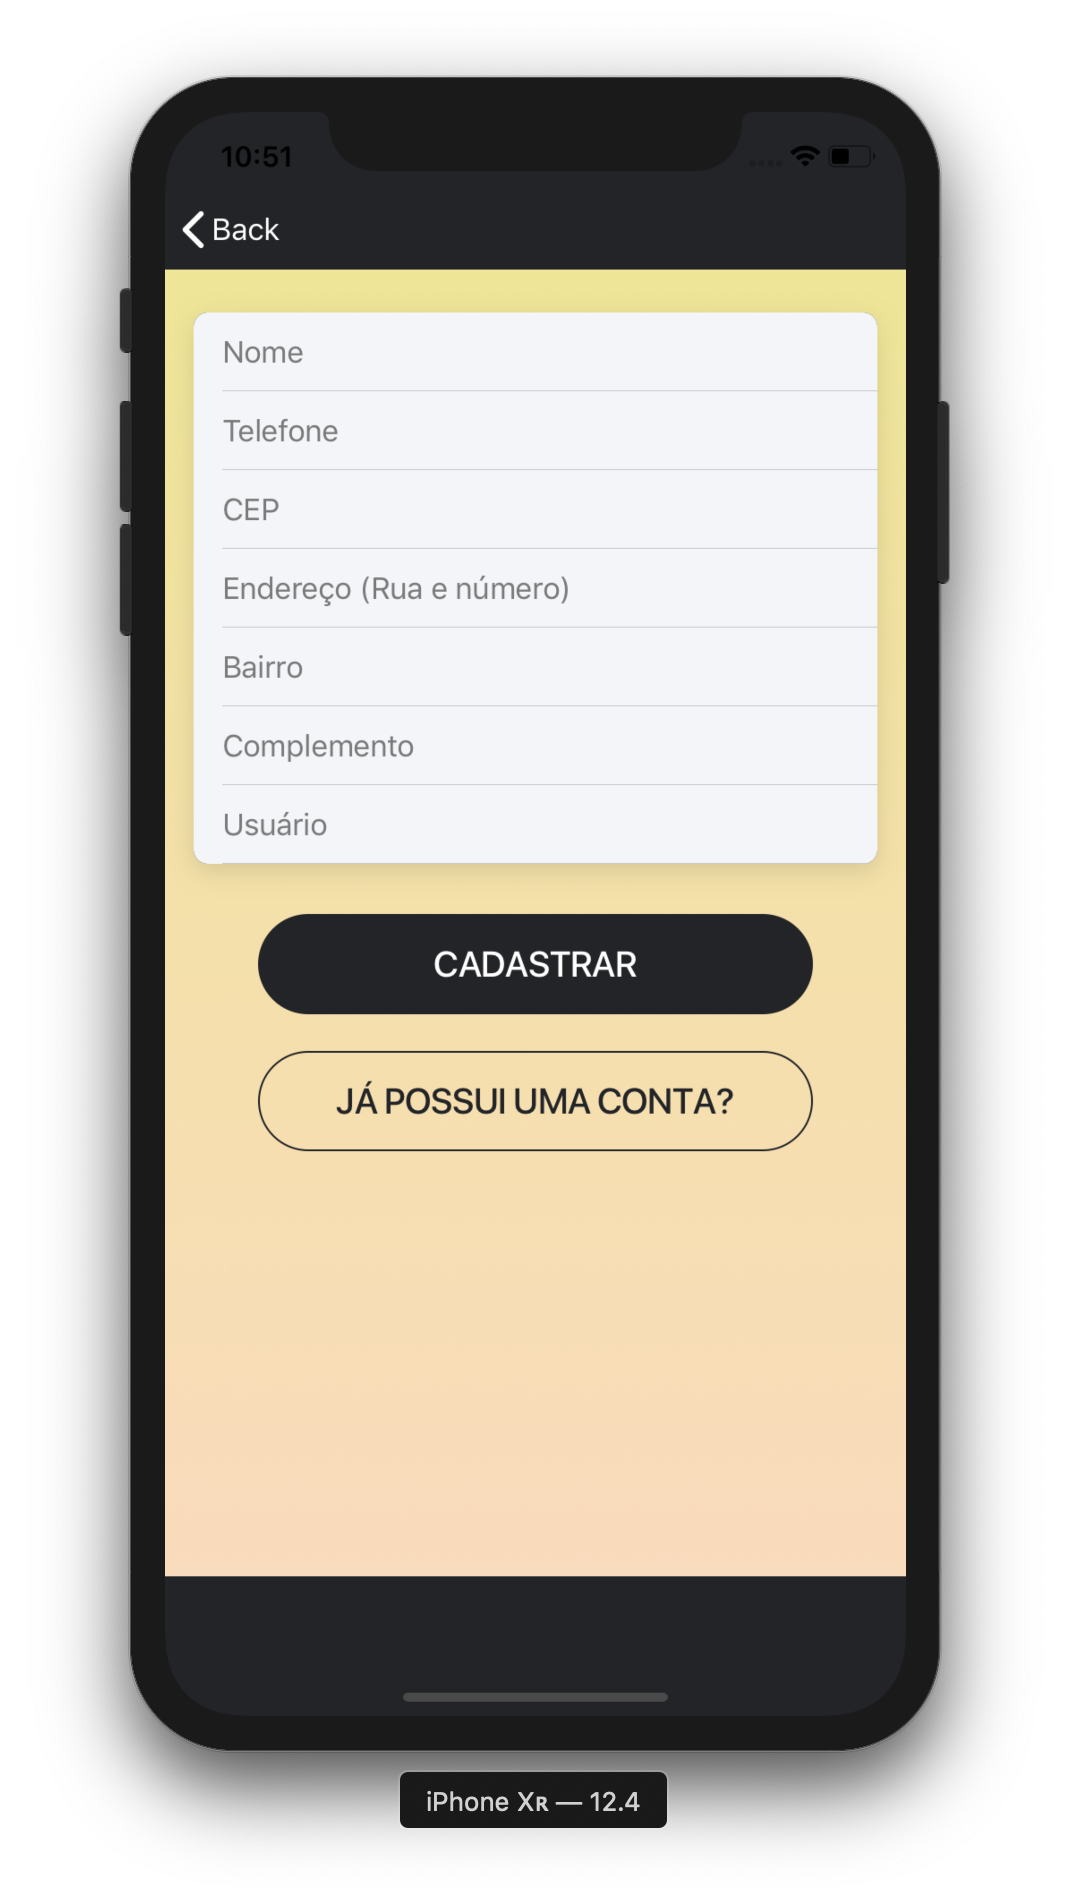 10:51
Back
Nome
Telefone
CEP
Endereço (Rua e número)
Bairro
Complemento
Usuário
CADASTRAR
JÁ POSSUI UMA CONTA?
iPhone Xʀ — 12.4